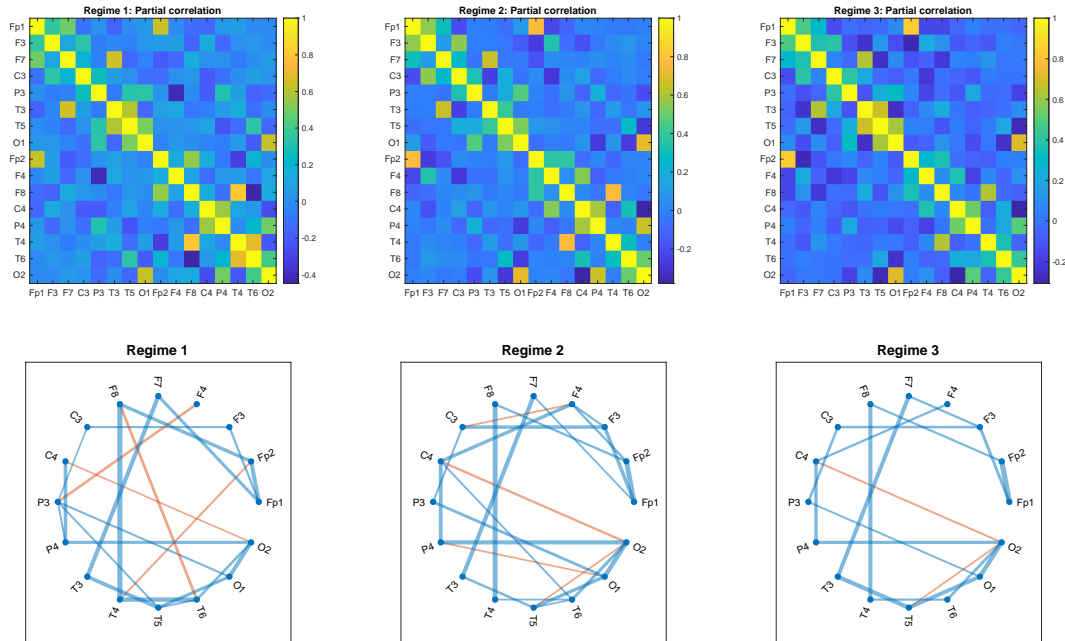 Regime 1: Partial correlation
Fp1
F3
F7
C3
P3
T3
T5
O1
Fp2
F4
F8
C4
P4
T4
T6
O2
Fp1 F3 F7 C3 P3 T3 T5 O1 Fp2 F4 F8 C4 P4 T4 T6 O2
1
0.8
0.6
0.4
0.2
0
-0.2
-0.4
Regime 2: Partial correlation
Fp1
F3
F7
C3
P3
T3
T5
O1
Fp2
F4
F8
C4
P4
T4
T6
O2
Fp1 F3 F7 C3 P3 T3 T5 O1 Fp2 F4 F8 C4 P4 T4 T6 O2
1
0.8
0.6
0.4
0.2
0
-0.2
Regime 3: Partial correlation
Fp1
F3
F7
C3
P3
T3
T5
O1
Fp2
F4
F8
C4
P4
T4
T6
O2
Fp1 F3 F7 C3 P3 T3 T5 O1 Fp2 F4 F8 C4 P4 T4 T6 O2
1
0.8
0.6
0.4
0.2
0
-0.2
Regime 1
F7
F8
F4
C3
F3
C4
Fp2
P3
Fp1
P4
O2
T3
O1
T4
T6
T5
Regime 2
F7
F8
F4
C3
F3
C4
Fp2
P3
Fp1
P4
O2
T3
O1
T4
T6
T5
Regime 3
F7
F8
F4
C3
F3
C4
Fp2
P3
Fp1
P4
O2
T3
O1
T4
T6
T5